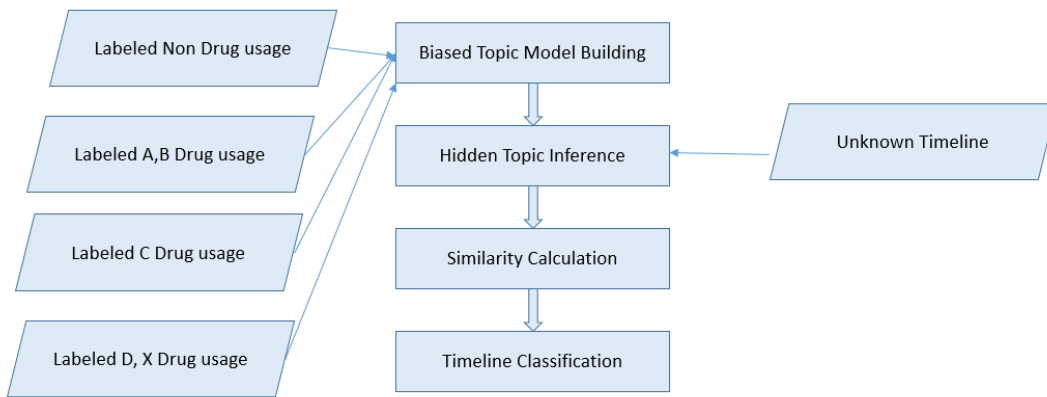 Labeled Non Drug usage
Biased Topic Model Building
Labeled A,B Drug usage
Hidden Topic Inference
Unknown Timeline
Labeled C Drug usage
Similarity Calculation
Labeled D, X Drug usage
Timeline Classification